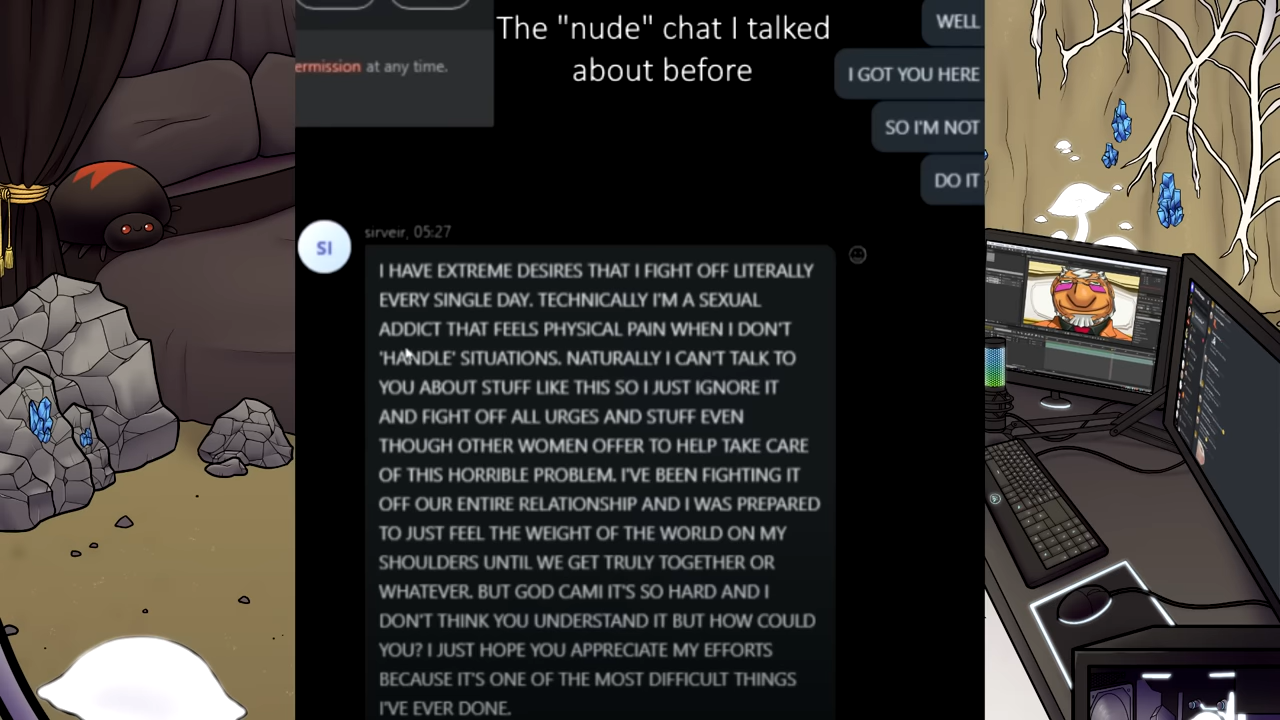 The "nude" chat I talked
about before
ermission at any time.
WELL
I GOT YOU HERE
SO I'M NOT
DO IT
sirveir, 05:27
SI
I HAVE EXTREME DESIRES THAT I FIGHT OFF LITERALLY
EVERY SINGLE DAY. TECHNICALLY I'M A SEXUAL
ADDICT THAT FEELS PHYSICAL PAIN WHEN I DON'T
'HANDLE' SITUATIONS. NATURALLY I CAN'T TALK TO
YOU ABOUT STUFF LIKE THIS SO I JUST IGNORE IT
AND FIGHT OFF ALL URGES AND STUFF EVEN
THOUGH OTHER WOMEN OFFER TO HELP TAKE CARE
OF THIS HORRIBLE PROBLEM. I'VE BEEN FIGHTING IT
OFF OUR ENTIRE RELATIONSHIP AND I WAS PREPARED
TO JUST FEEL THE WEIGHT OF THE WORLD ON MY
SHOULDERS UNTIL WE GET TRULY TOGETHER OR
WHATEVER. BUT GOD CAMI IT'S SO HARD AND I
DON'T THINK YOU UNDERSTAND IT BUT HOW COULD
YOU? I JUST HOPE YOU APPRECIATE MY EFFORTS
BECAUSE IT'S ONE OF THE MOST DIFFICULT THINGS
I'VE EVER DONE.